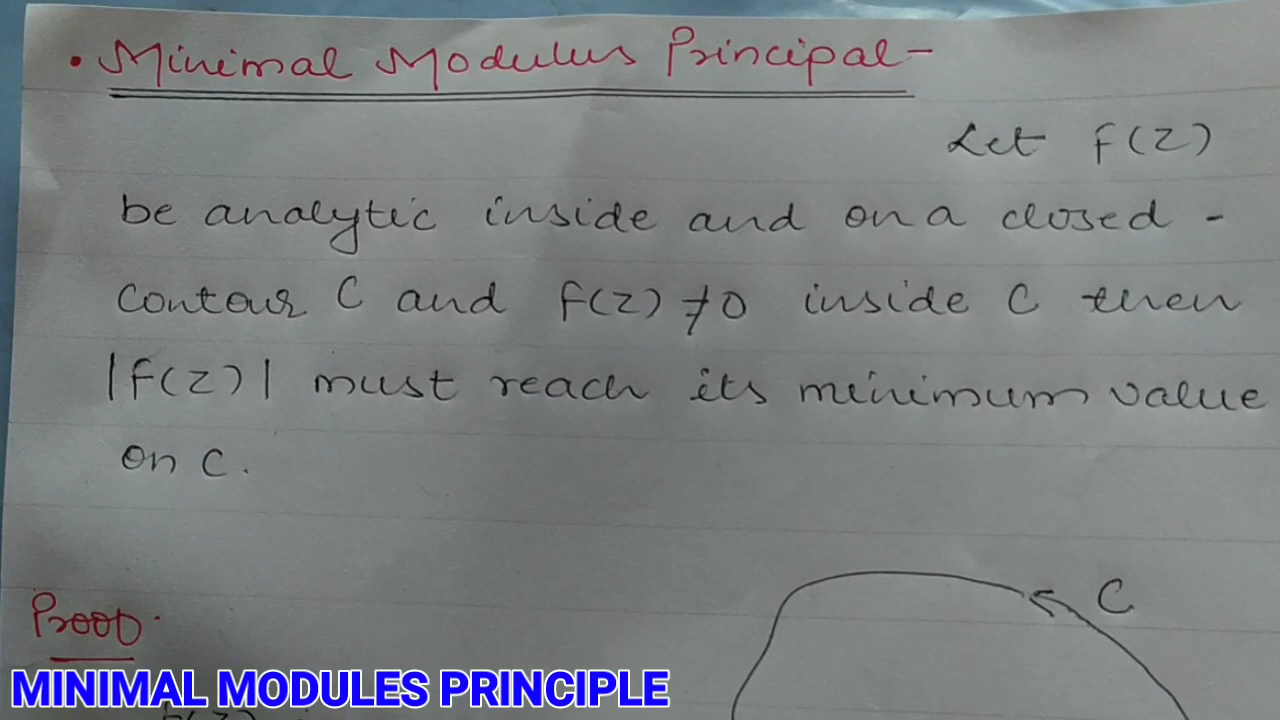 • Minimal Modulus Principal -
Let f(z)
be analytic inside and on a closed -
contour C and f(z) ≠ 0 inside C then
|f(z)| must reach its minimum value
on C.
C
Proof.
MINIMAL MODULES PRINCIPLE